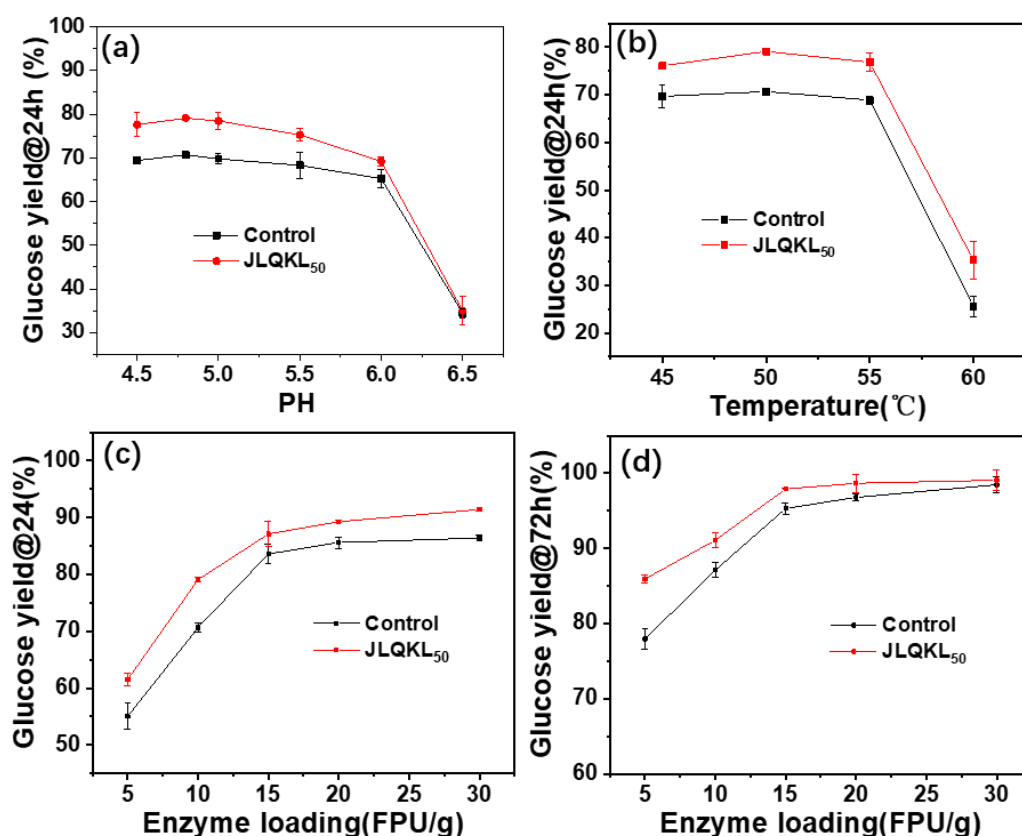 (a)
Glucose yield@24h (%)
100
90
80
70
60
50
40
30
Control
JLQKL₅₀
4.5
5.0
5.5
6.0
6.5
PH
(b)
Glucose yield@24h(%)
80
70
60
50
40
30
20
Control
JLQKL₅₀
45
50
55
60
Temperature(℃)
(c)
Glucose yield@24(%)
100
90
80
70
60
50
Control
JLQKL₅₀
5
10
15
20
25
30
Enzyme loading(FPU/g)
(d)
Glucose yield@72h(%)
100
90
80
70
60
Control
JLQKL₅₀
5
10
15
20
25
30
Enzyme loading(FPU/g)